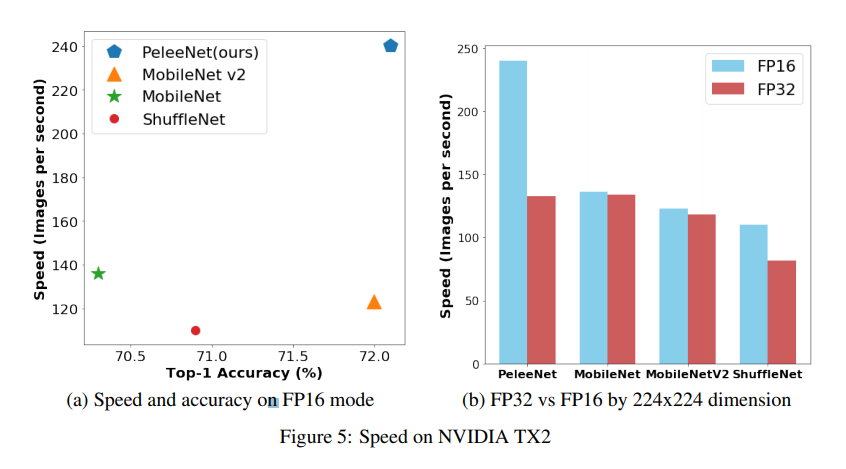 240
220
200
180
160
140
120
Speed (Images per second)
PeleeNet(ours)
MobileNet v2
MobileNet
ShuffleNet
70.5 71.0 71.5 72.0
Top-1 Accuracy (%)
(a) Speed and accuracy on FP16 mode
250
200
150
100
50
0
Speed (Images per second)
FP16
FP32
PeleeNet MobileNet MobileNetV2 ShuffleNet
(b) FP32 vs FP16 by 224x224 dimension
Figure 5: Speed on NVIDIA TX2